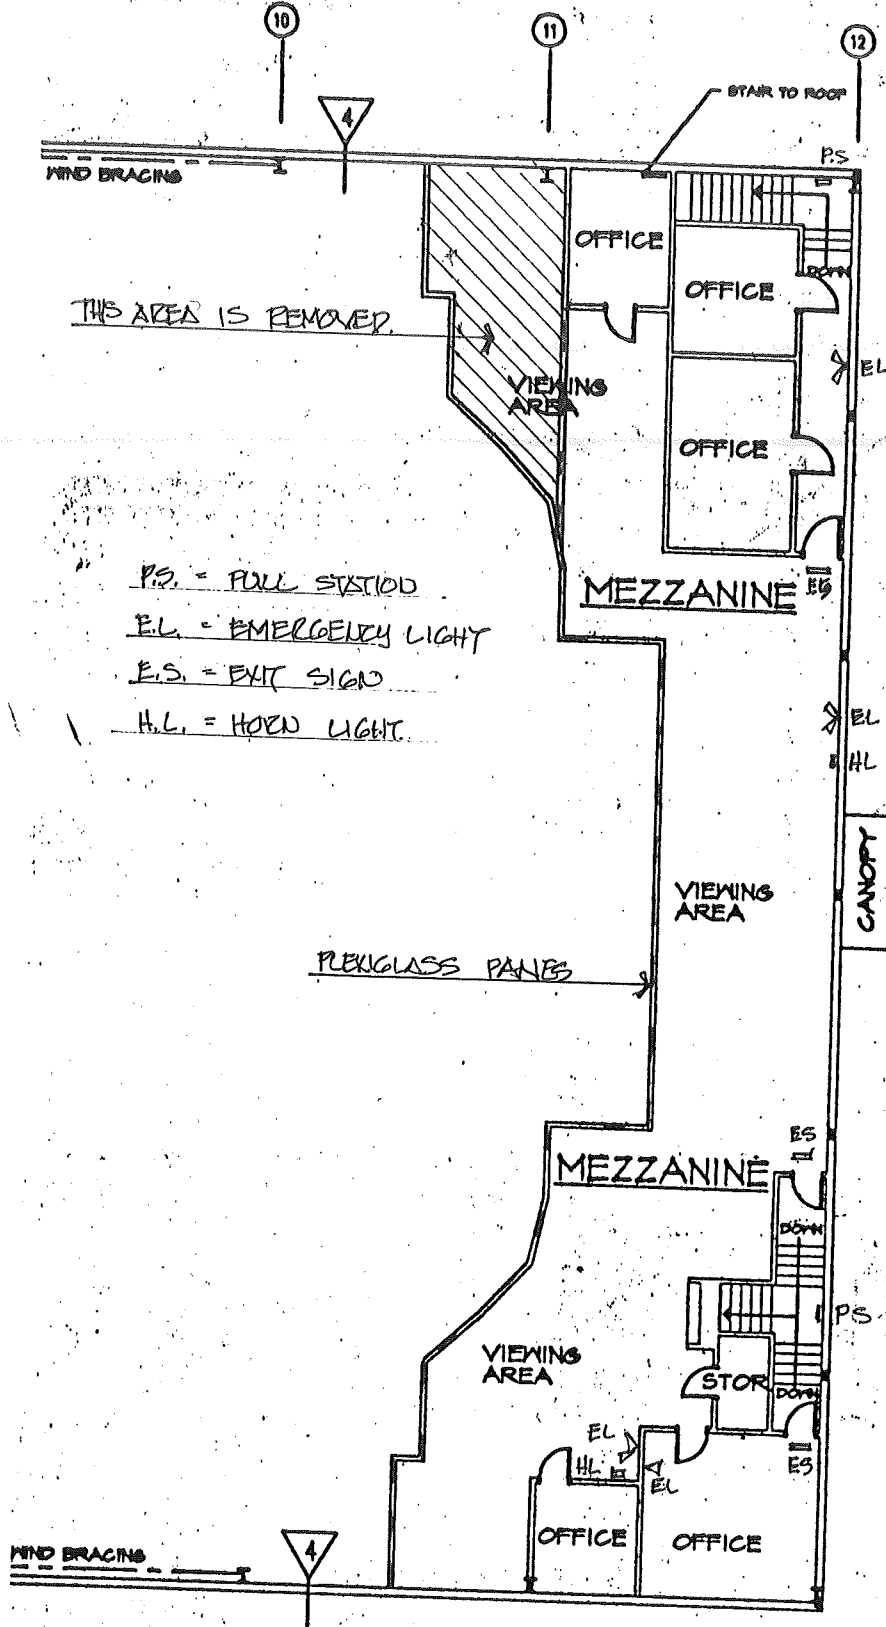 10
11
12
4
STAIR TO ROOF
P.S
WIND BRACING
OFFICE
DOWN
OFFICE
THIS AREA IS REMOVED.
EL
VIEWING
AREA
OFFICE
P.S. = PULL STATION
ES
MEZZANINE
E.L. = EMERGENCY LIGHT
E.S. = EXIT SIGN
H.L. = HORN LIGHT.
EL
HL
CANOPY
VIEWING
AREA
PLEXIGLASS PANES
ES
MEZZANINE
DOWN
PS
VIEWING
AREA
STOR
DOWN
EL
HL
EL
ES
OFFICE
OFFICE
WIND BRACING
4